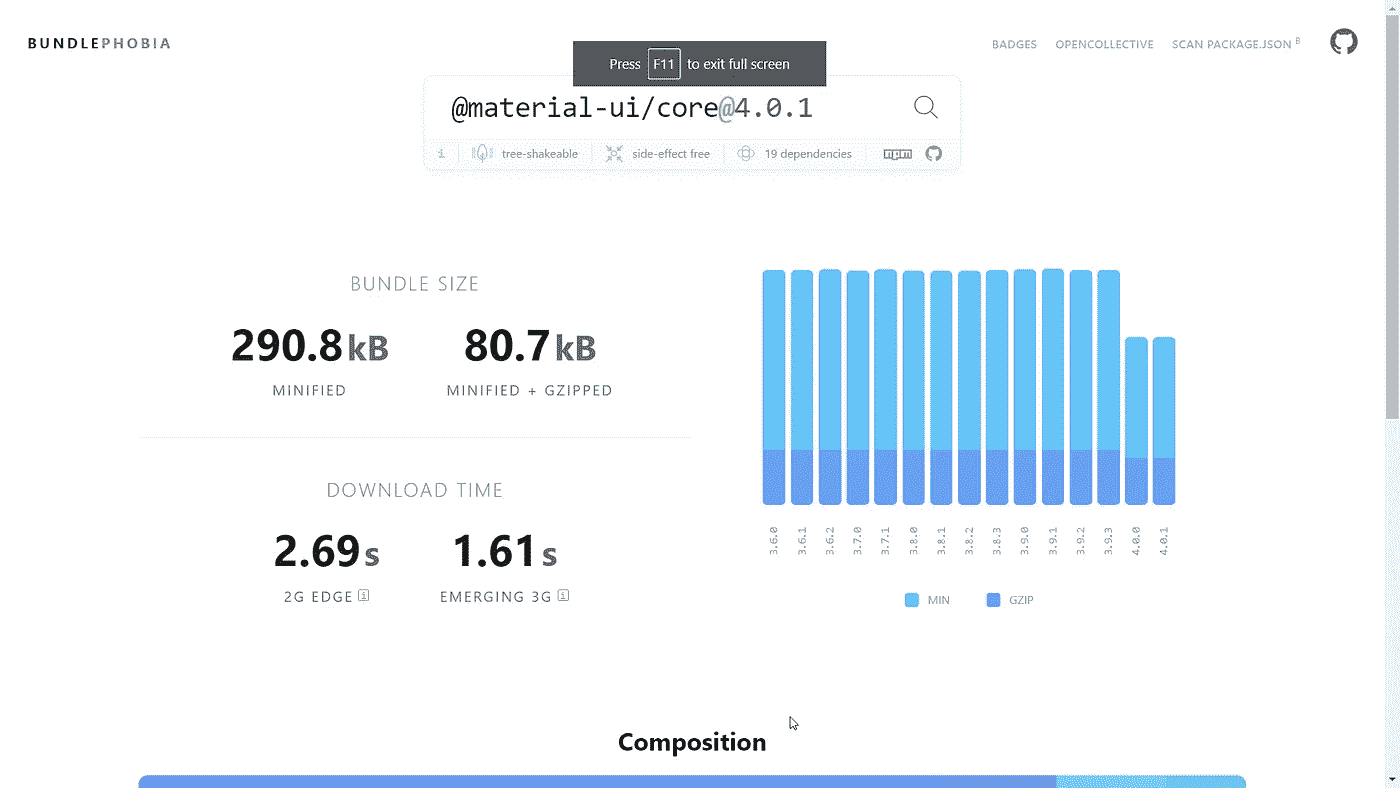 BUNDLEPHOBIA
BADGES OPENCOLLECTIVE SCAN PACKAGE.JSON β
Press F11 to exit full screen
@material-ui/core@4.0.1
i tree-shakeable side-effect free 19 dependencies npm
BUNDLE SIZE
290.8 kB 80.7 kB
MINIFIED MINIFIED + GZIPPED
DOWNLOAD TIME
2.69 s 1.61 s
2G EDGE i EMERGING 3G i
3.6.0 3.6.1 3.6.2 3.7.0 3.7.1 3.8.0 3.8.1 3.8.2 3.8.3 3.9.0 3.9.1 3.9.2 3.9.3 4.0.0 4.0.1
MIN GZIP
Composition